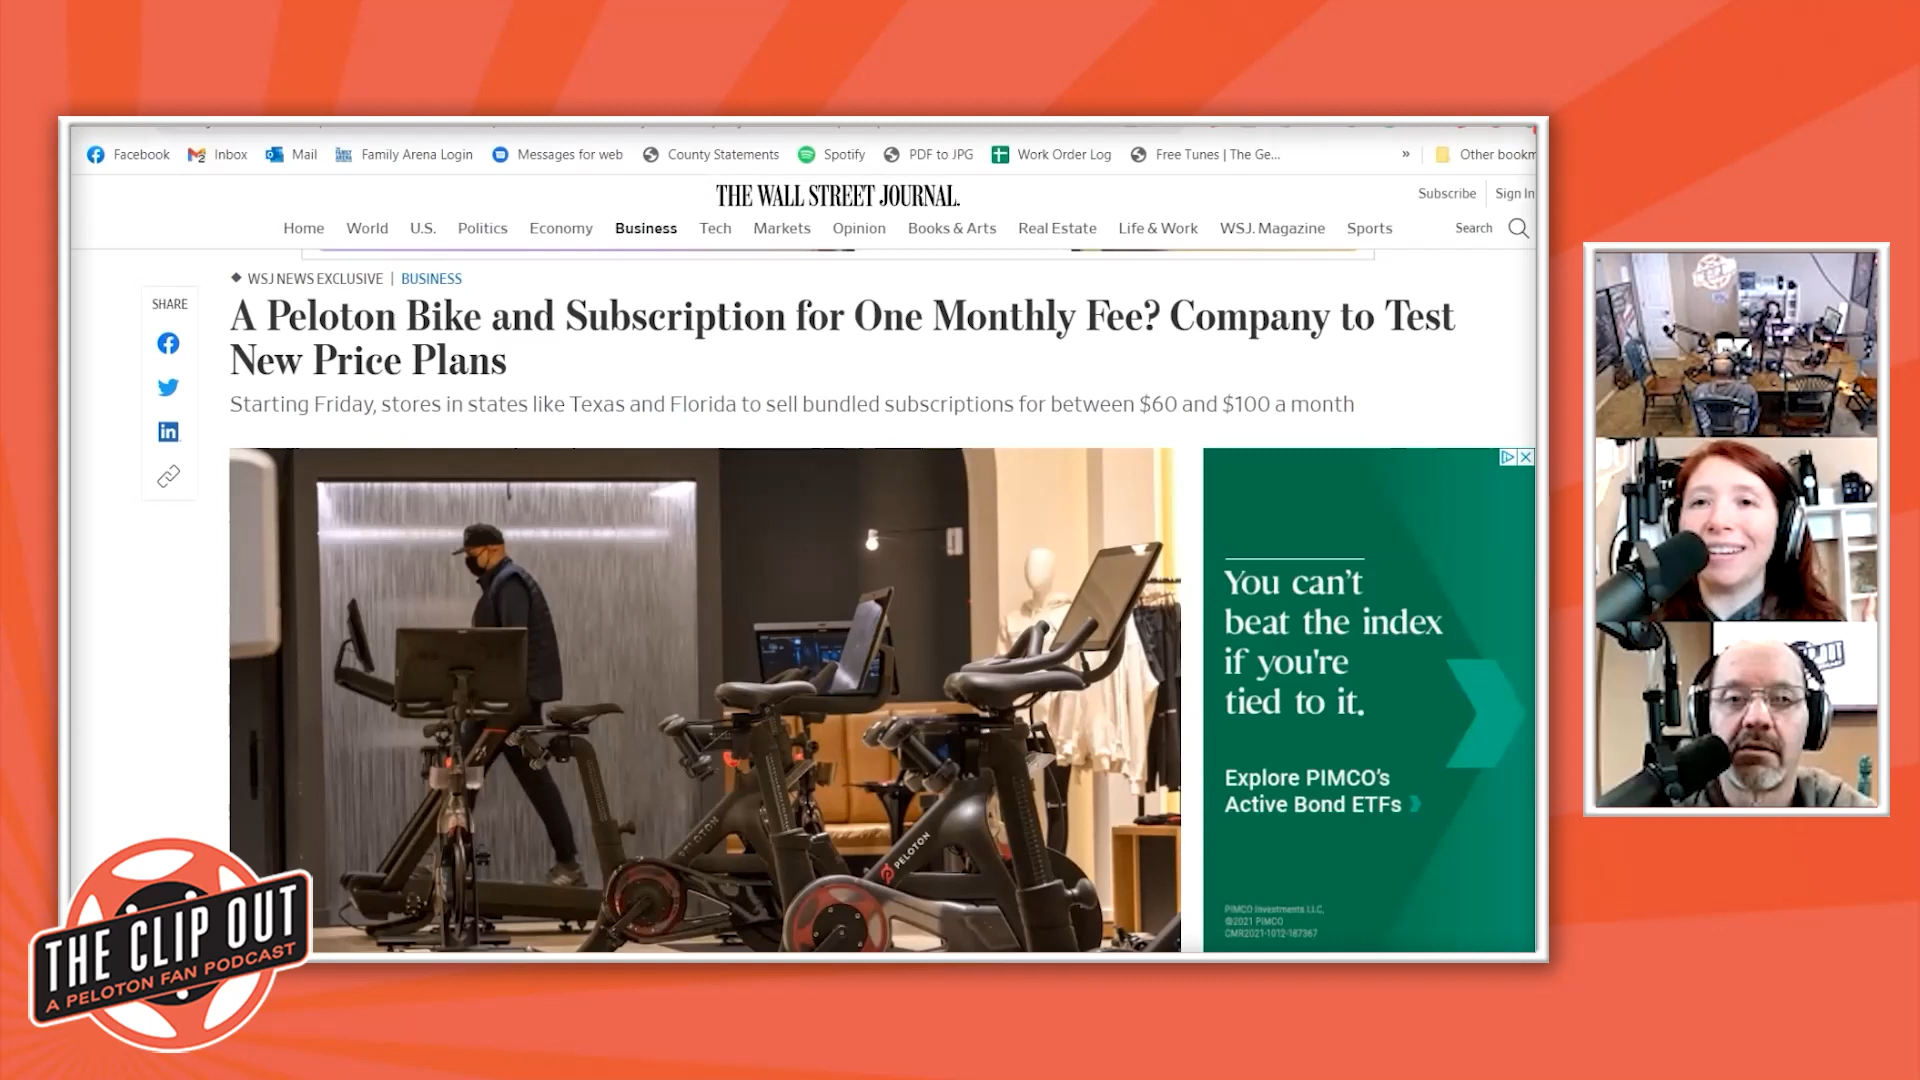 Facebook
Inbox
Mail
Family Arena Login
Messages for web
County Statements
Spotify
PDF to JPG
Work Order Log
Free Tunes | The Ge...
»
Other bookm
THE WALL STREET JOURNAL.
Subscribe
Sign In
Home
World
U.S.
Politics
Economy
Business
Tech
Markets
Opinion
Books & Arts
Real Estate
Life & Work
WSJ. Magazine
Sports
Search
SHARE
◆ WSJ NEWS EXCLUSIVE | BUSINESS
A Peloton Bike and Subscription for One Monthly Fee? Company to Test
New Price Plans
Starting Friday, stores in states like Texas and Florida to sell bundled subscriptions for between $60 and $100 a month
PELOTON
PELOTON
You can't
beat the index
if you're
tied to it.
Explore PIMCO's
Active Bond ETFs
PIMCO Investments LLC,
©2021 PIMCO
CMR2021-1012-187367
THE CLIP OUT
A PELOTON FAN PODCAST